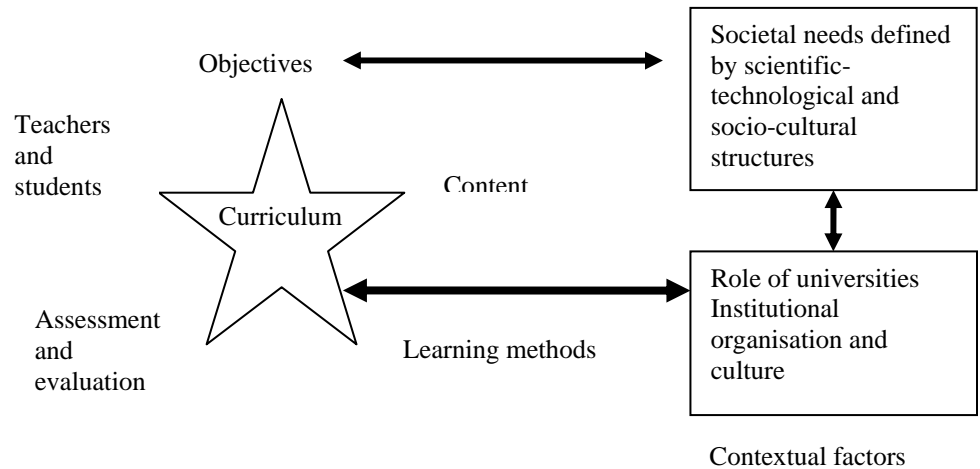 Objectives
Teachers
and
students
Content
Curriculum
Assessment
and
evaluation
Learning methods
Societal needs defined
by scientific-
technological and
socio-cultural
structures
Role of universities
Institutional
organisation and
culture
Contextual factors